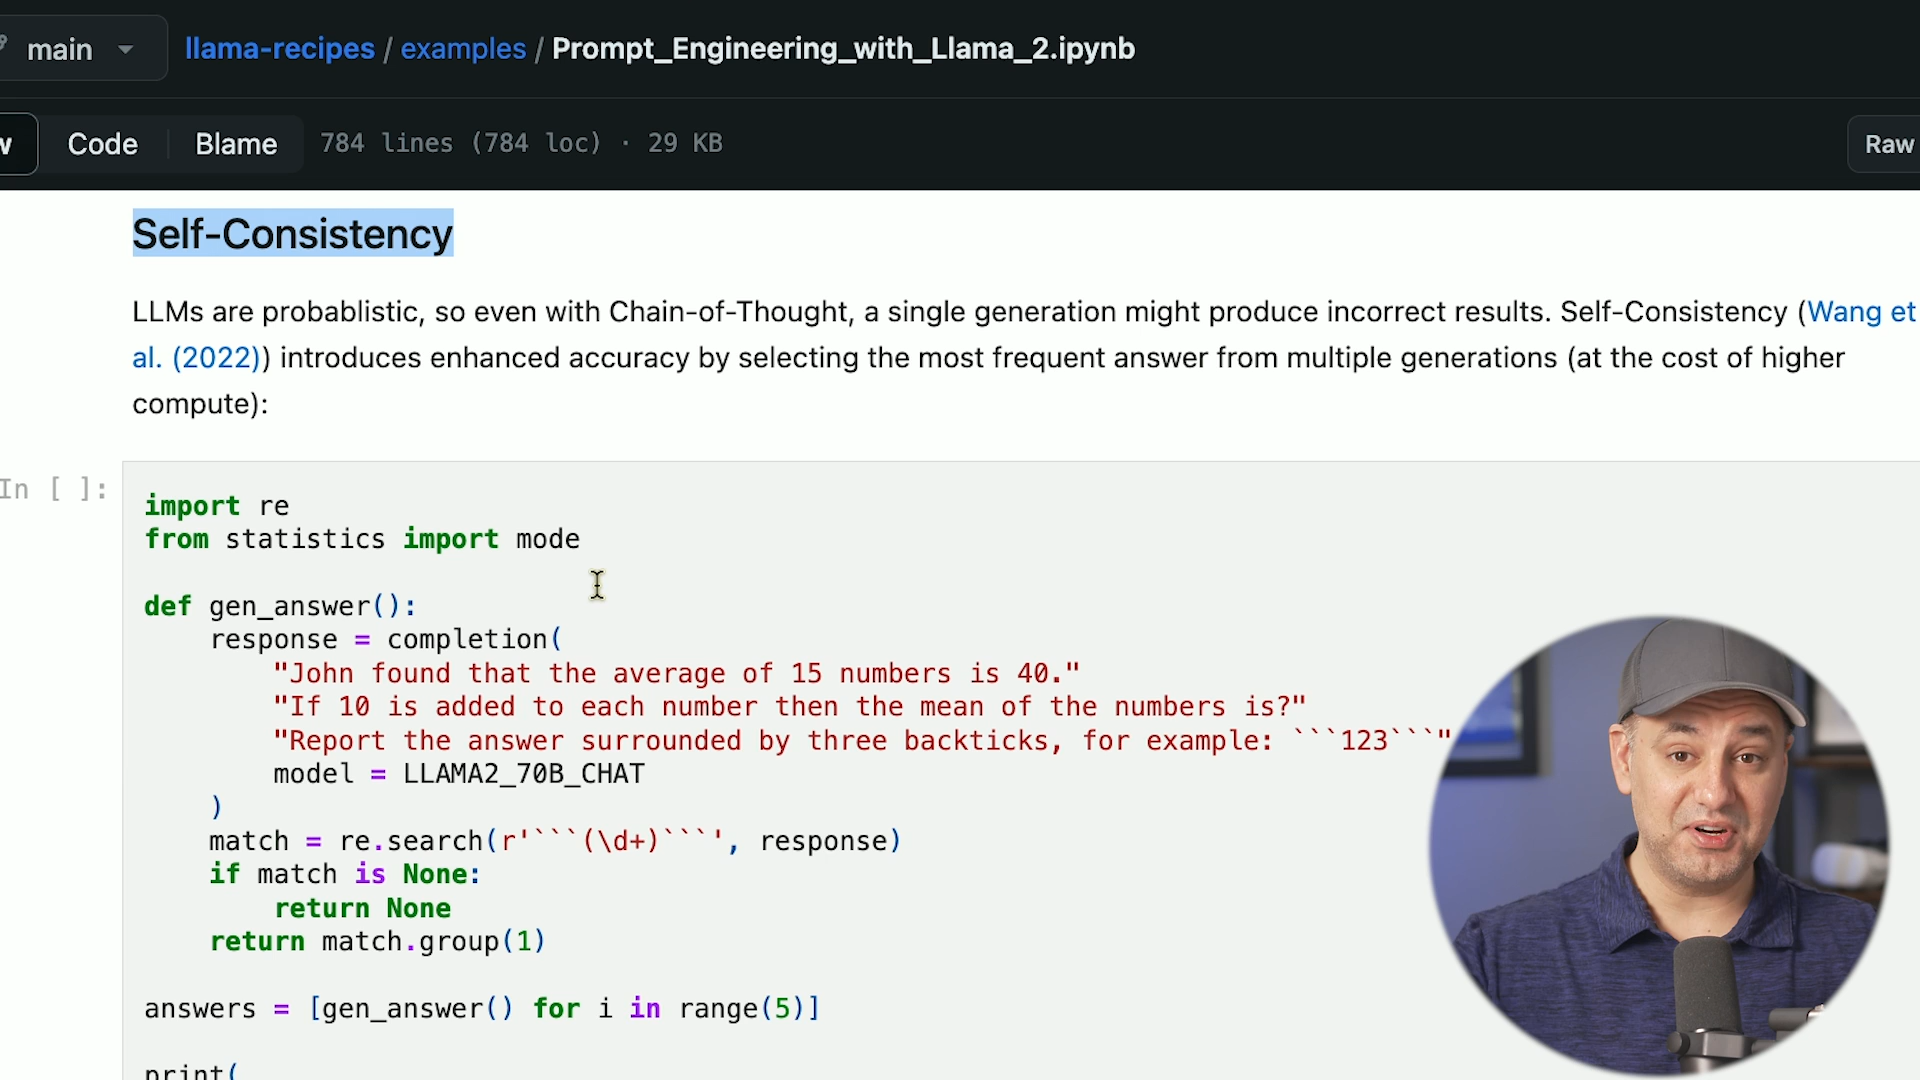 main
llama-recipes / examples / Prompt_Engineering_with_Llama_2.ipynb
Code Blame 784 lines (784 loc) · 29 KB Raw
Self-Consistency
LLMs are probablistic, so even with Chain-of-Thought, a single generation might produce incorrect results. Self-Consistency (Wang et
al. (2022)) introduces enhanced accuracy by selecting the most frequent answer from multiple generations (at the cost of higher
compute):
In [ ]:
import re
from statistics import mode
def gen_answer():
response = completion(
"John found that the average of 15 numbers is 40."
"If 10 is added to each number then the mean of the numbers is?"
"Report the answer surrounded by three backticks, for example: ```123```"
model = LLAMA2_70B_CHAT
)
match = re.search(r'```(\d+)```', response)
if match is None:
return None
return match.group(1)
answers = [gen_answer() for i in range(5)]
print(